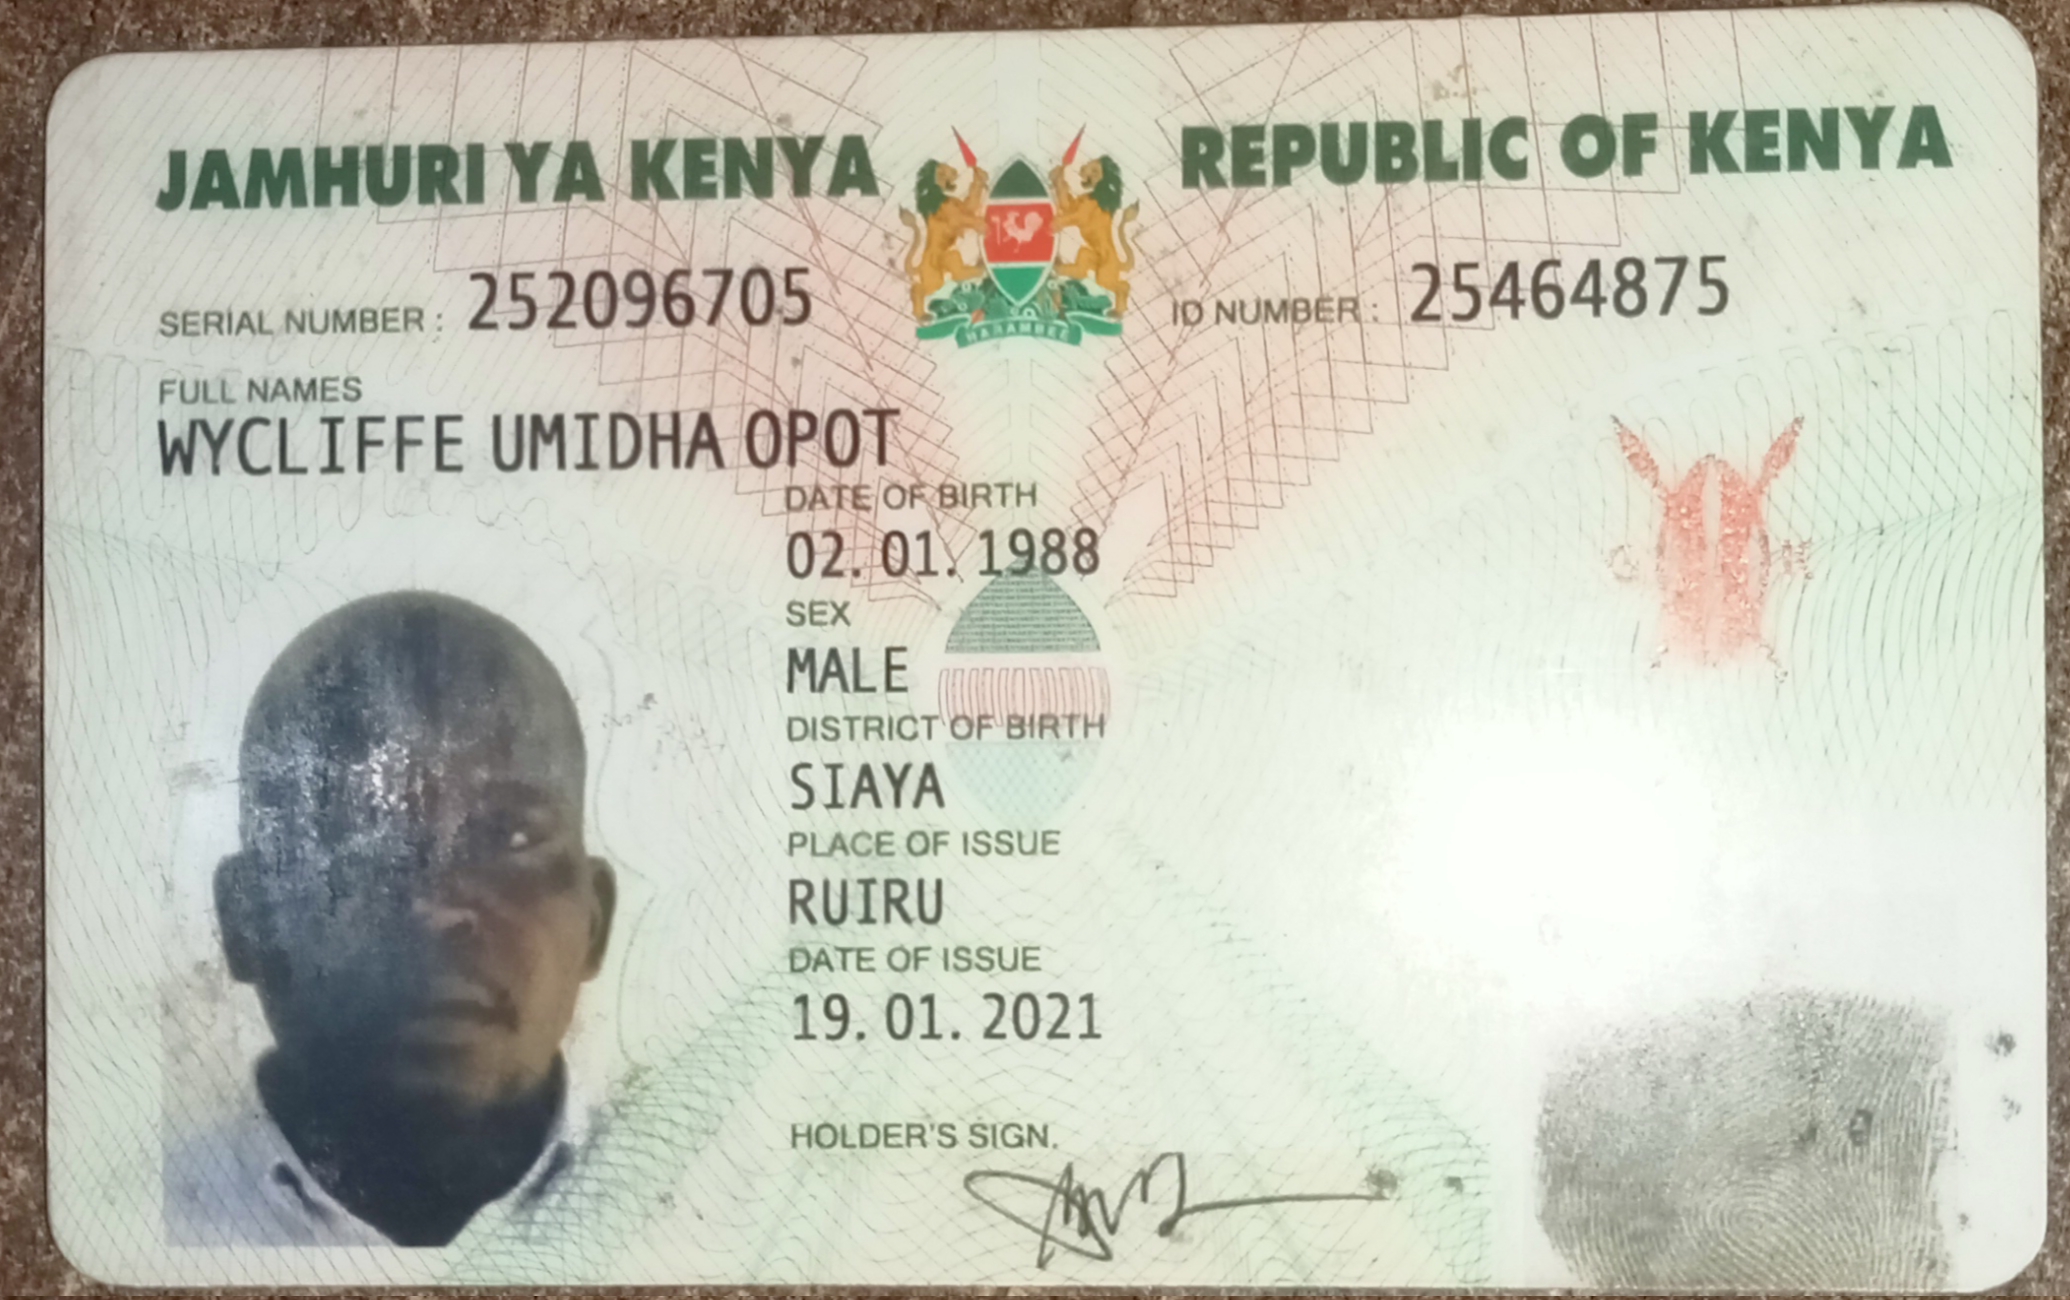 JAMHURI YA KENYA REPUBLIC OF KENYA
SERIAL NUMBER : 252096705 ID NUMBER : 25464875
HARAMBEE
FULL NAMES
WYCLIFFE UMIDHA OPOT
DATE OF BIRTH
02. 01. 1988
SEX
MALE
DISTRICT OF BIRTH
SIAYA
PLACE OF ISSUE
RUIRU
DATE OF ISSUE
19. 01. 2021
HOLDER'S SIGN.